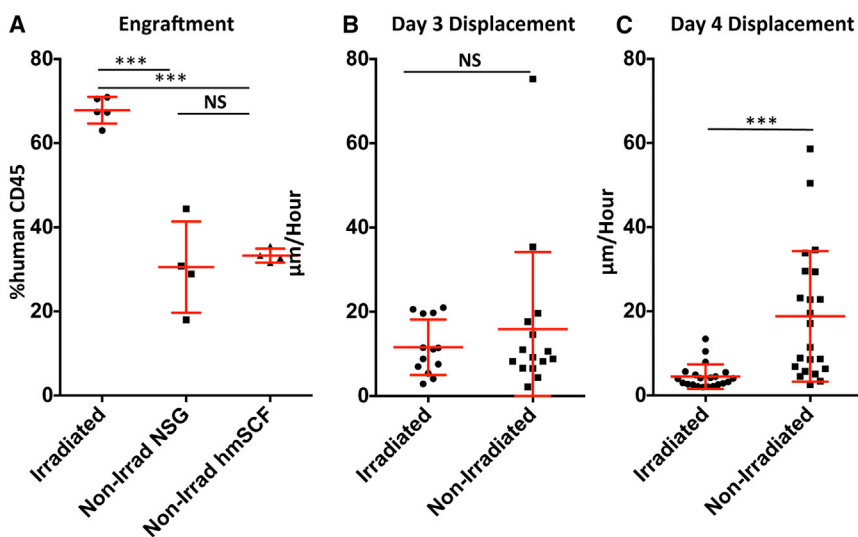 A
Engraftment
80
60
40
20
0
%human CD45
***
***
NS
Irradiated
Non-Irrad NSG
Non-Irrad hmSCF
B
Day 3 Displacement
80
60
40
20
0
µm/Hour
NS
Irradiated
Non-Irradiated
C
Day 4 Displacement
80
60
40
20
0
µm/Hour
***
Irradiated
Non-Irradiated